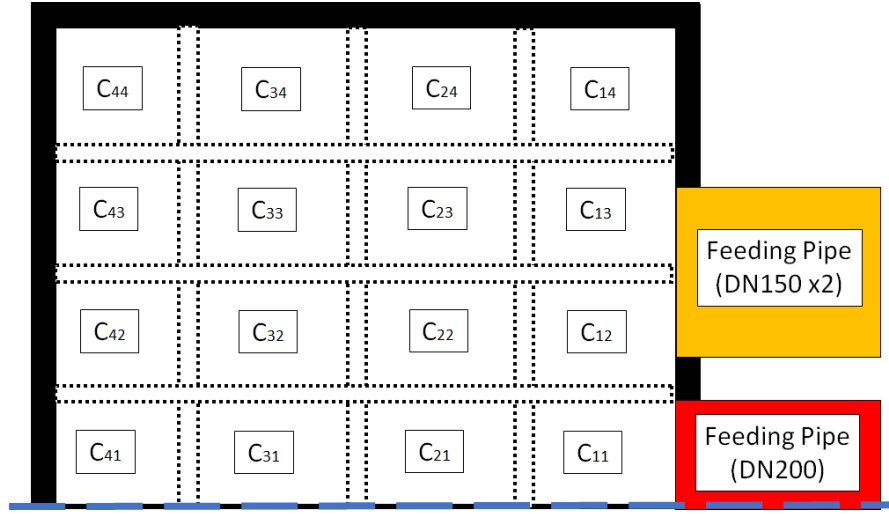 C44 C34 C24 C14
C43 C33 C23 C13
Feeding Pipe
(DN150 x2)
C42 C32 C22 C12
C41 C31 C21 C11
Feeding Pipe
(DN200)